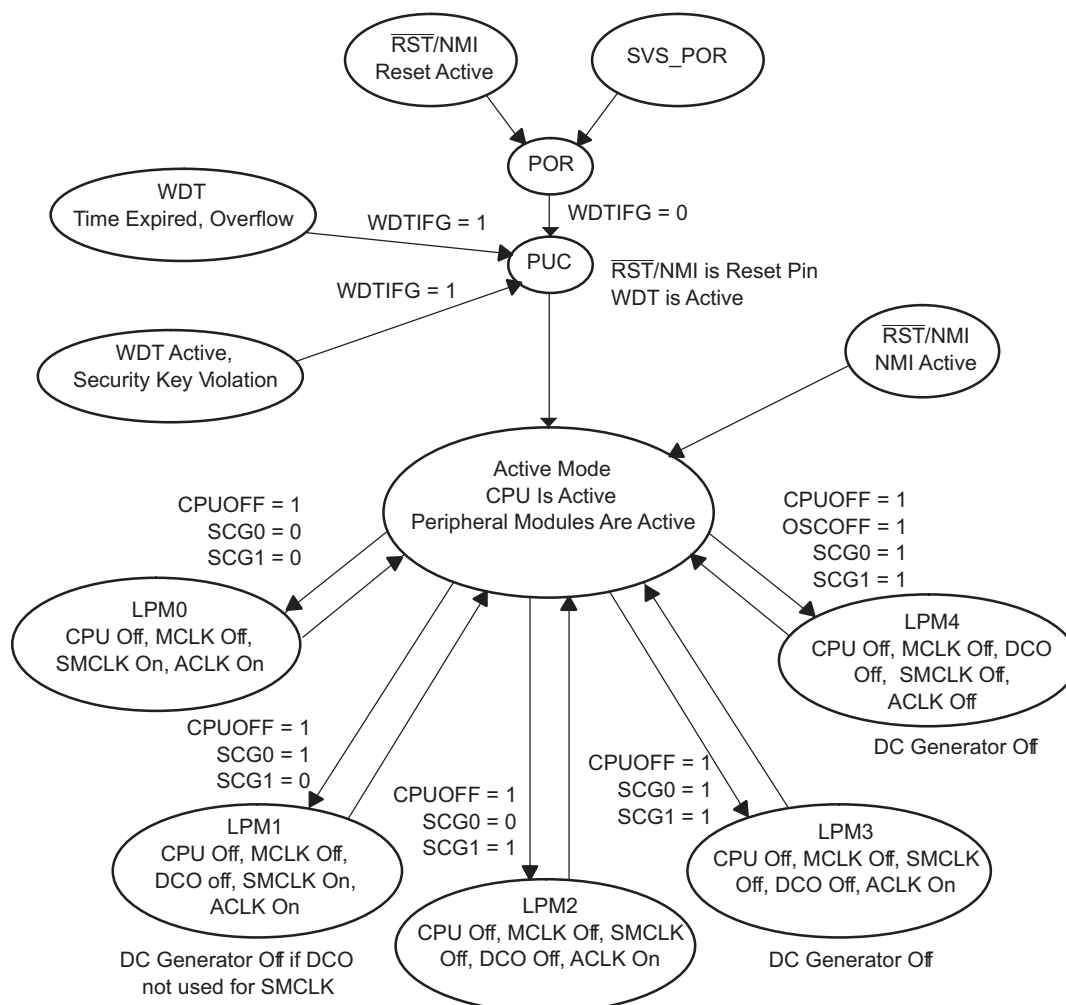 RST/NMI
Reset Active
SVS_POR
POR
WDT
Time Expired, Overflow
WDTIFG = 0
WDTIFG = 1
PUC
RST/NMI is Reset Pin
WDT is Active
WDTIFG = 1
WDT Active,
Security Key Violation
RST/NMI
NMI Active
Active Mode
CPU Is Active
Peripheral Modules Are Active
CPUOFF = 1
SCG0 = 0
SCG1 = 0
CPUOFF = 1
OSCOFF = 1
SCG0 = 1
SCG1 = 1
LPM0
CPU Off, MCLK Off,
SMCLK On, ACLK On
LPM4
CPU Off, MCLK Off, DCO
Off, SMCLK Off,
ACLK Off
DC Generator Off
CPUOFF = 1
SCG0 = 1
SCG1 = 0
CPUOFF = 1
SCG0 = 0
SCG1 = 1
CPUOFF = 1
SCG0 = 1
SCG1 = 1
LPM1
CPU Off, MCLK Off,
DCO off, SMCLK On,
ACLK On
DC Generator Off if DCO
not used for SMCLK
LPM2
CPU Off, MCLK Off, SMCLK
Off, DCO Off, ACLK On
LPM3
CPU Off, MCLK Off, SMCLK
Off, DCO Off, ACLK On
DC Generator Off